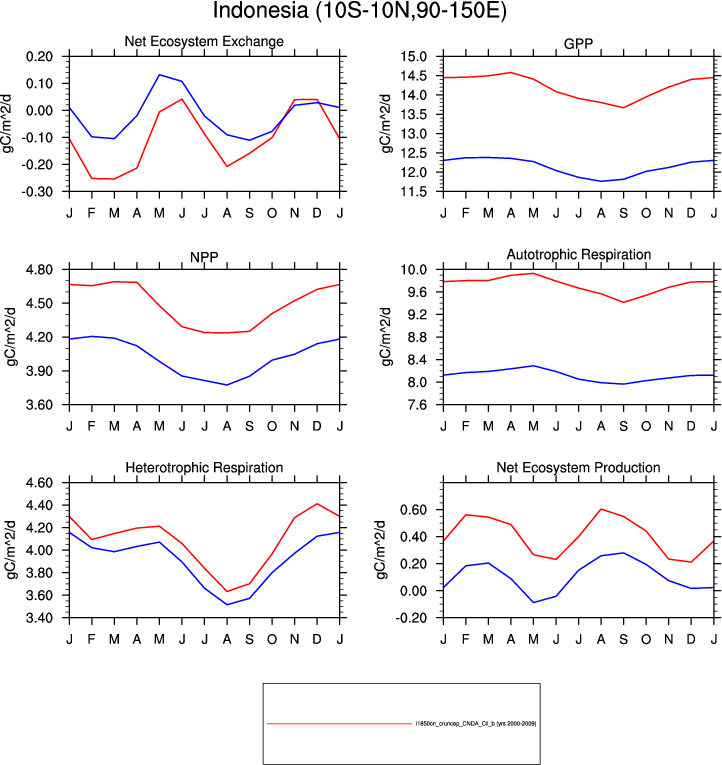 Indonesia (10S-10N,90-150E)
Net Ecosystem Exchange
gC/m^2/d
0.20
0.10
0.00
-0.10
-0.20
-0.30
J F M A M J J A S O N D J
GPP
gC/m^2/d
15.0
14.5
14.0
13.5
13.0
12.5
12.0
11.5
J F M A M J J A S O N D J
NPP
gC/m^2/d
4.80
4.50
4.20
3.90
3.60
J F M A M J J A S O N D J
Autotrophic Respiration
gC/m^2/d
10.0
9.6
9.2
8.8
8.4
8.0
7.6
J F M A M J J A S O N D J
Heterotrophic Respiration
gC/m^2/d
4.60
4.40
4.20
4.00
3.80
3.60
3.40
J F M A M J J A S O N D J
Net Ecosystem Production
gC/m^2/d
0.60
0.40
0.20
0.00
-0.20
J F M A M J J A S O N D J
(yrs 2000-2009)